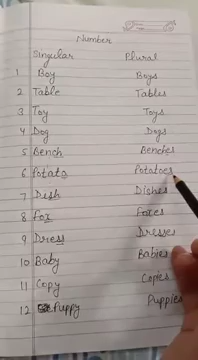 Number
Singular Plural
1 Boy Boys
2 Table Tables
3 Toy Toys
4 Dog Dogs
5 Bench Benches
6 Potato Potatoes
7 Dish Dishes
8 Fox Foxes
9 Dress Dresses
10 Baby Babies
11 Copy Copies
12 Puppy Puppies